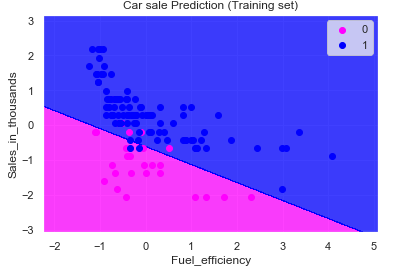 Car sale Prediction (Training set)
3
2
1
0
−1
−2
−3
Sales_in_thousands
0
1
−2 −1 0 1 2 3 4 5
Fuel_efficiency